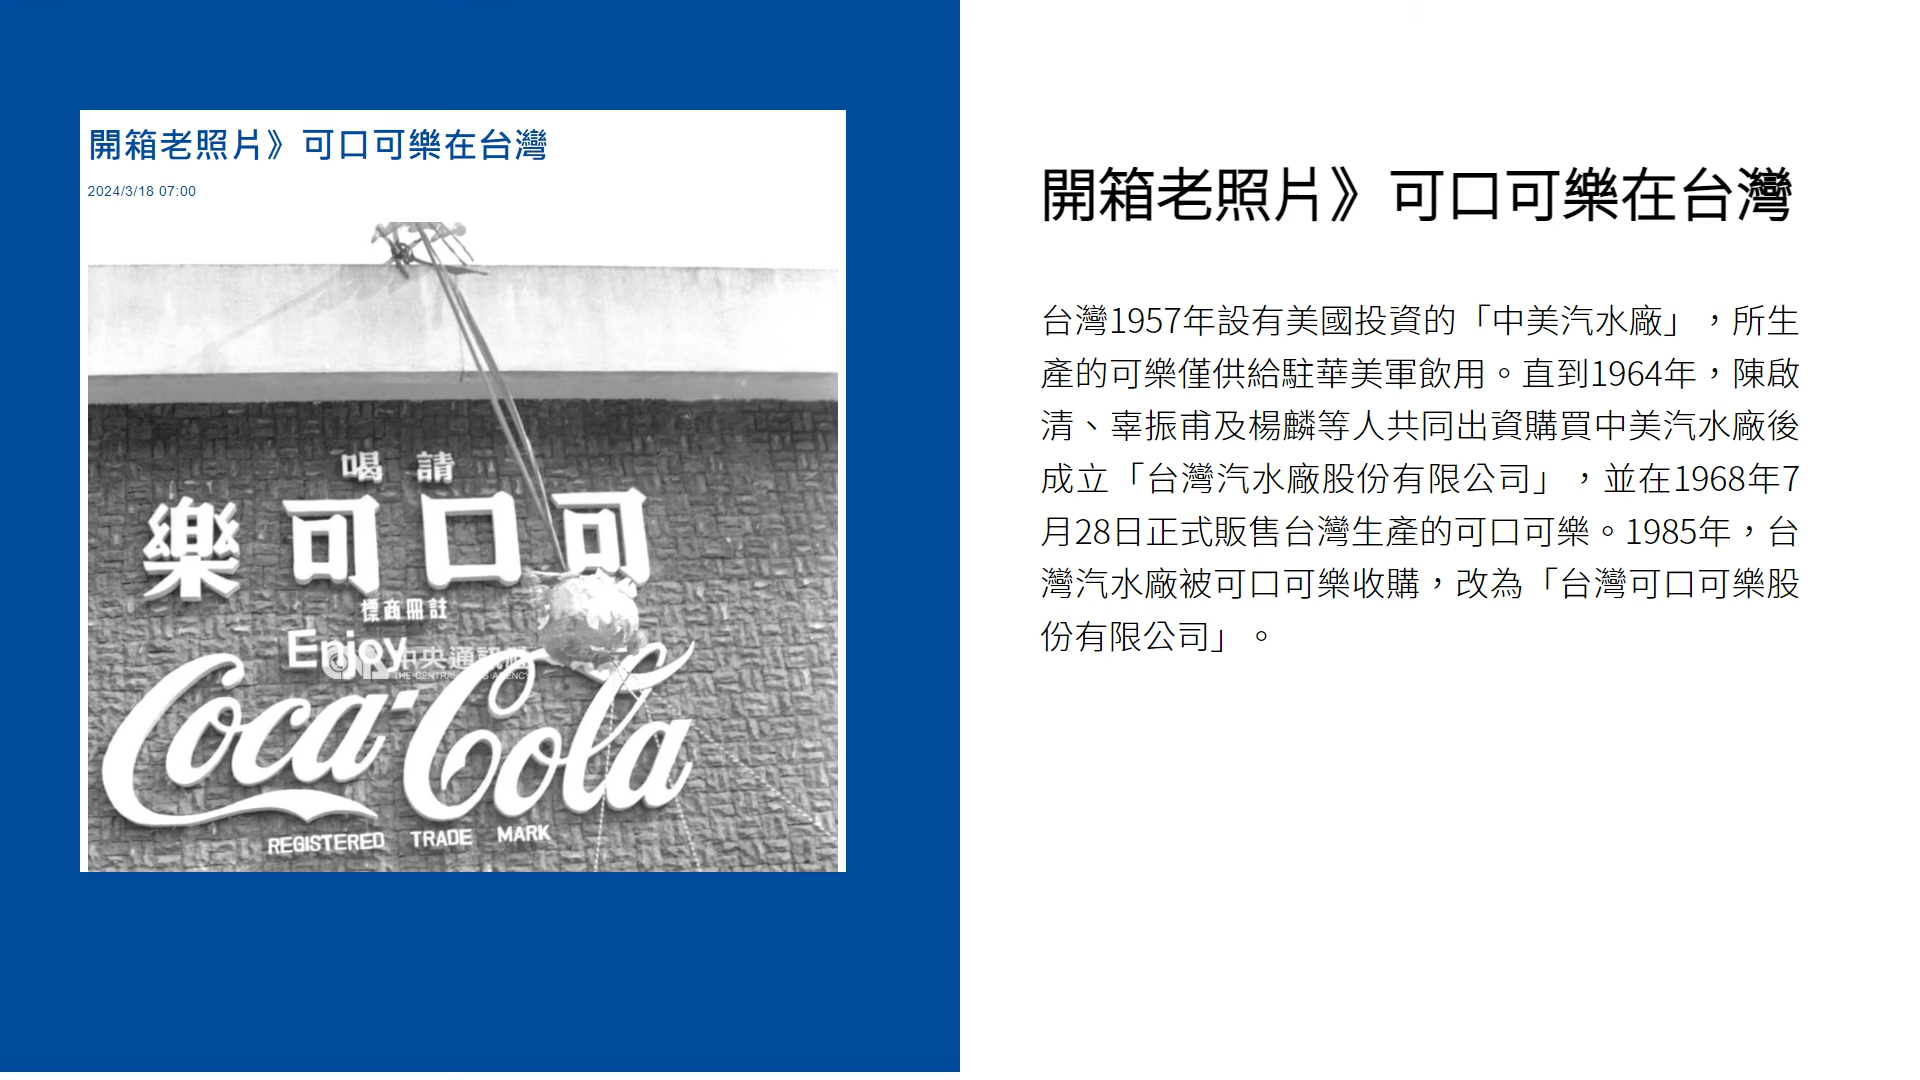 開箱老照片》可口可樂在台灣
2024/3/18 07:00
請喝
可口可樂
註冊商標
Enjoy
中央通訊社
THE CENTRAL NEWS AGENCY
Coca-Cola
REGISTERED TRADE MARK
開箱老照片》可口可樂在台灣
台灣1957年設有美國投資的「中美汽水廠」，所生
產的可樂僅供給駐華美軍飲用。直到1964年，陳啟
清、辜振甫及楊麟等人共同出資購買中美汽水廠後
成立「台灣汽水廠股份有限公司」，並在1968年7
月28日正式販售台灣生產的可口可樂。1985年，台
灣汽水廠被可口可樂收購，改為「台灣可口可樂股
份有限公司」。